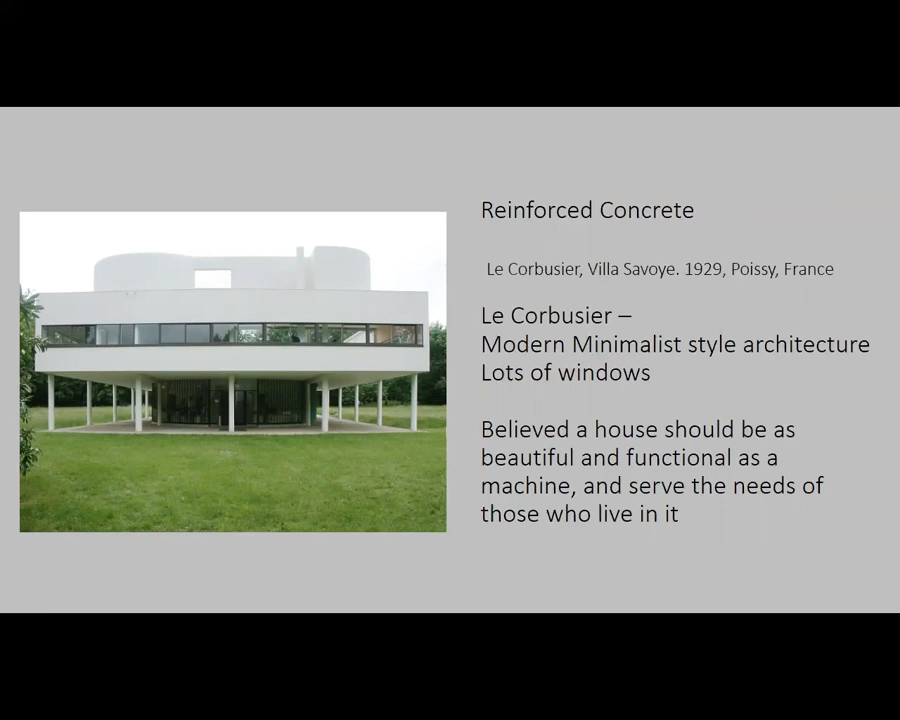 Reinforced Concrete
Le Corbusier, Villa Savoye. 1929, Poissy, France
Le Corbusier –
Modern Minimalist style architecture
Lots of windows
Believed a house should be as
beautiful and functional as a
machine, and serve the needs of
those who live in it